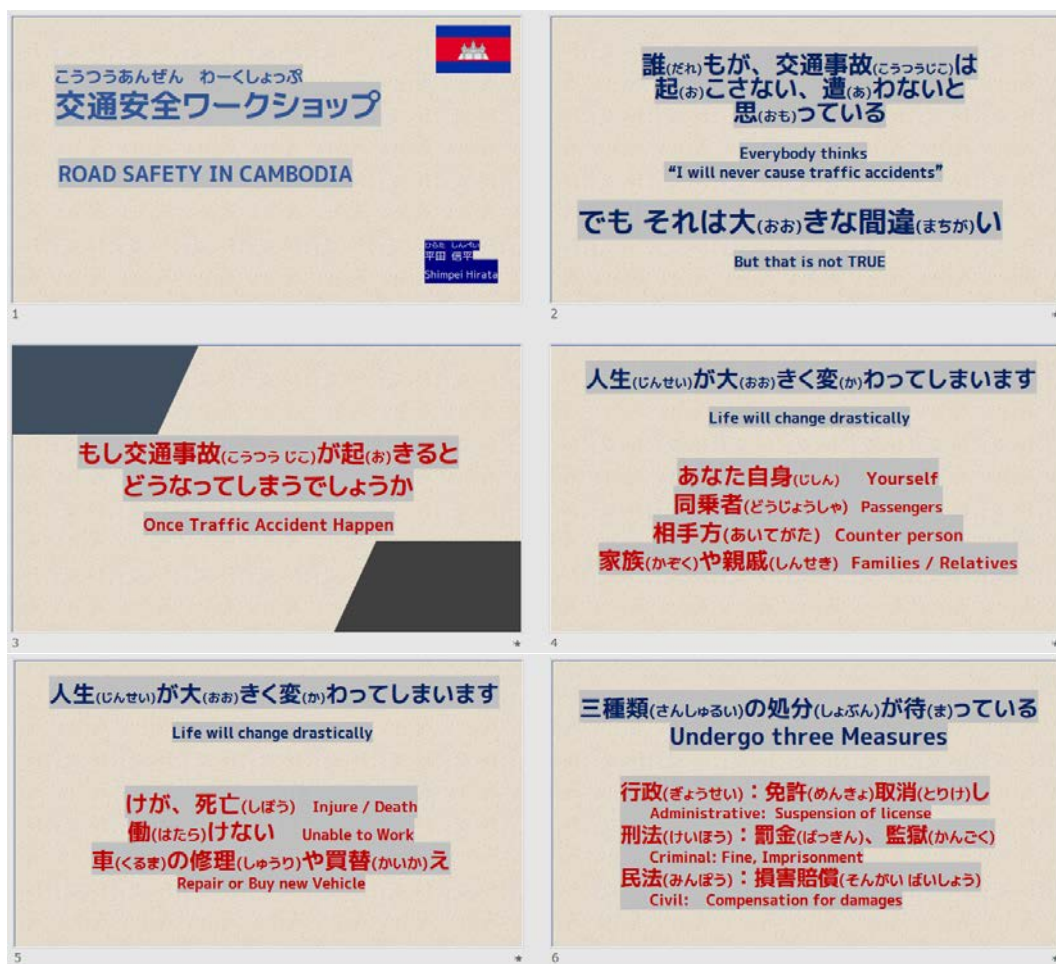 こうつうあんぜん　わーくしょっぷ
交通安全ワークショップ
ROAD SAFETY IN CAMBODIA
ひらた　しんぺい
平田 信平
Shimpei Hirata
1
誰(だれ)もが、交通事故(こうつうじこ)は
起(お)こさない、遭(あ)わないと
思(おも)っている
Everybody thinks
“I will never cause traffic accidents”
でも それは大(おお)きな間違(まちが)い
But that is not TRUE
2
もし交通事故(こうつう じこ)が起(お)きると
どうなってしまうでしょうか
Once Traffic Accident Happen
3
人生(じんせい)が大(おお)きく変(か)わってしまいます
Life will change drastically
あなた自身(じしん)　Yourself
同乗者(どうじょうしゃ)　Passengers
相手方(あいてがた)　Counter person
家族(かぞく)や親戚(しんせき)　Families / Relatives
4
人生(じんせい)が大(おお)きく変(か)わってしまいます
Life will change drastically
けが、死亡(しぼう)　Injure / Death
働(はたら)けない　Unable to Work
車(くるま)の修理(しゅうり)や買替(かいか)え
Repair or Buy new Vehicle
5
三種類(さんしゅるい)の処分(しょぶん)が待(ま)っている
Undergo three Measures
行政(ぎょうせい)：免許(めんきょ)取消(とりけ)し
Administrative: Suspension of license
刑法(けいほう)：罰金(ばっきん)、監獄(かんごく)
Criminal: Fine, Imprisonment
民法(みんぽう)：損害賠償(そんがい ばいしょう)
Civil: Compensation for damages
6